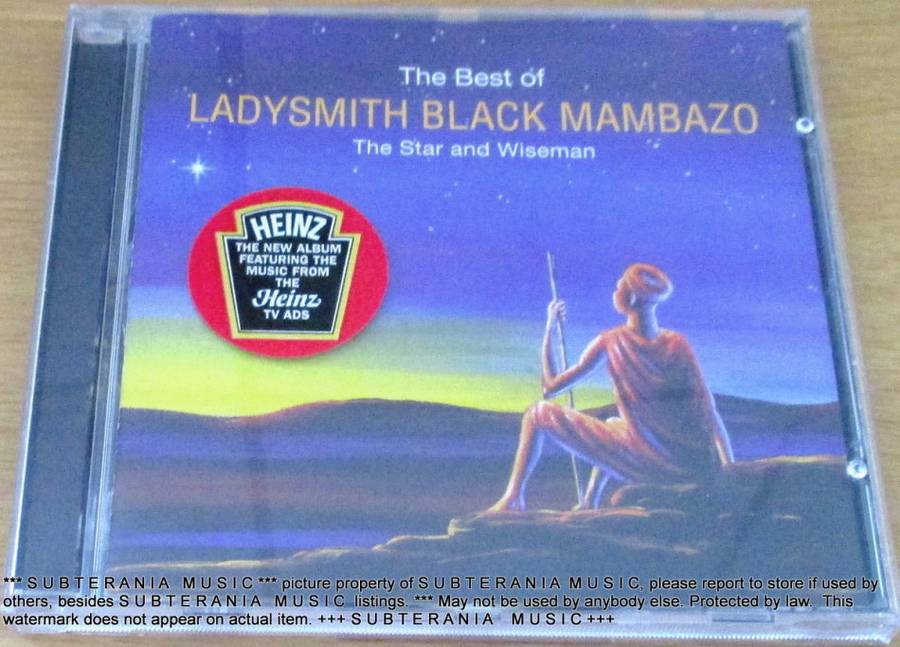 The Best of
LADYSMITH BLACK MAMBAZO
The Star and Wiseman
HEINZ
THE NEW ALBUM
FEATURING THE
MUSIC FROM
THE
Heinz
TV ADS
*** S U B T E R A N I A   M U S I C *** picture property of S U B T E R A N I A M U S I C, please report to store if used by
others, besides S U B T E R A N I A   M U S I C  listings. *** May not be used by anybody else. Protected by law.  This
watermark does not appear on actual item. +++ S U B T E R A N I A   M U S I C +++